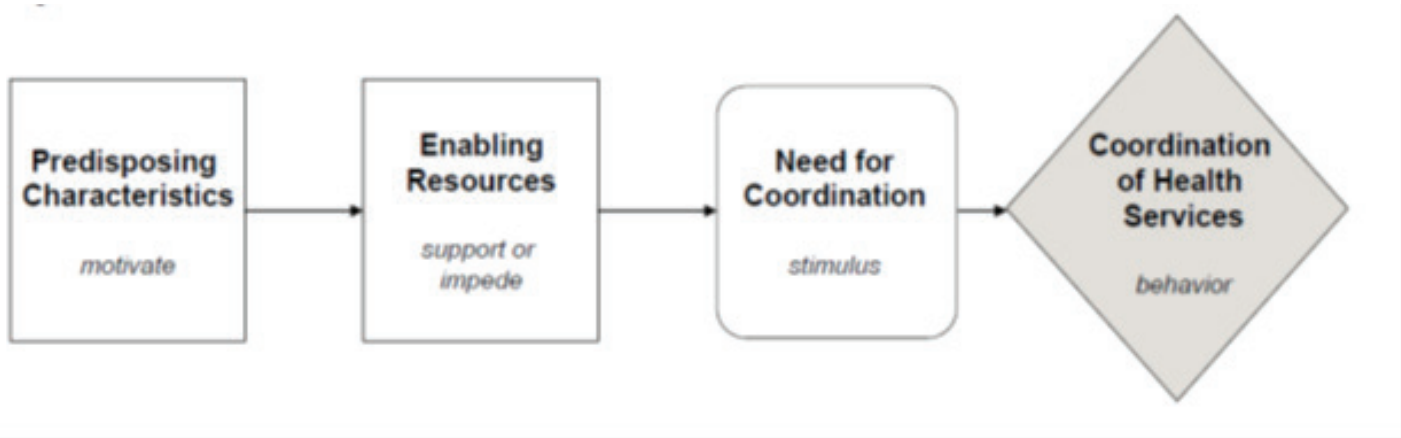 Predisposing
Characteristics
motivate
Enabling
Resources
support or
impede
Need for
Coordination
stimulus
Coordination
of Health
Services
behavior